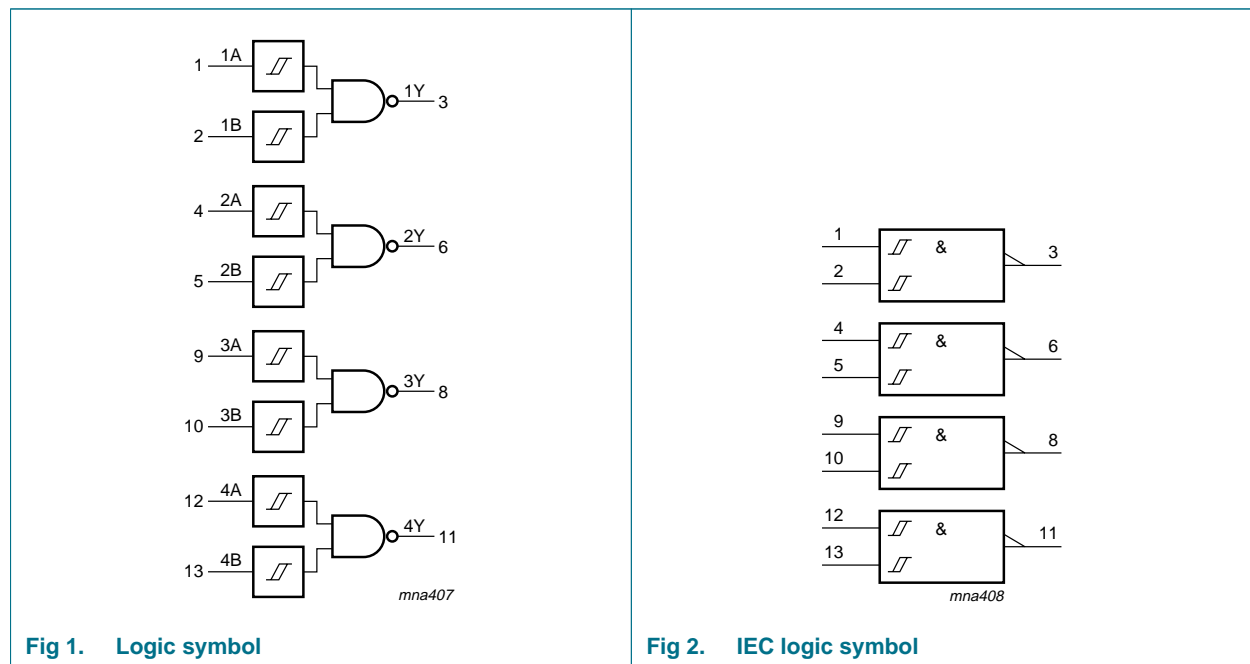 1 1A
1Y 3
2 1B
4 2A
2Y 6
5 2B
9 3A
3Y 8
10 3B
12 4A
4Y 11
13 4B
mna407
Fig 1. Logic symbol
1 & 3
2
4 & 6
5
9 & 8
10
12 & 11
13
mna408
Fig 2. IEC logic symbol